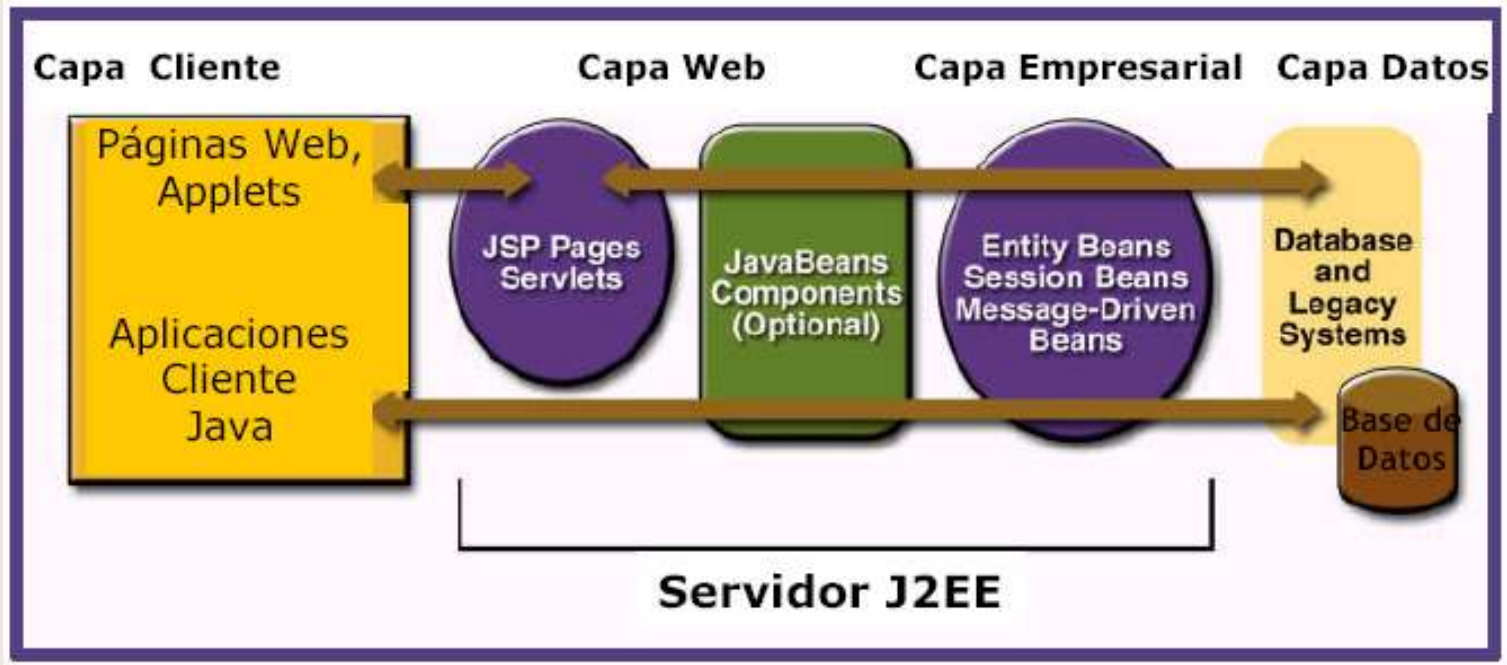 Capa Cliente
Capa Web
Capa Empresarial
Capa Datos
Páginas Web,
Applets
Aplicaciones
Cliente
Java
JSP Pages
Servlets
JavaBeans
Components
(Optional)
Entity Beans
Session Beans
Message-Driven
Beans
Database
and
Legacy
Systems
Base de
Datos
Servidor J2EE